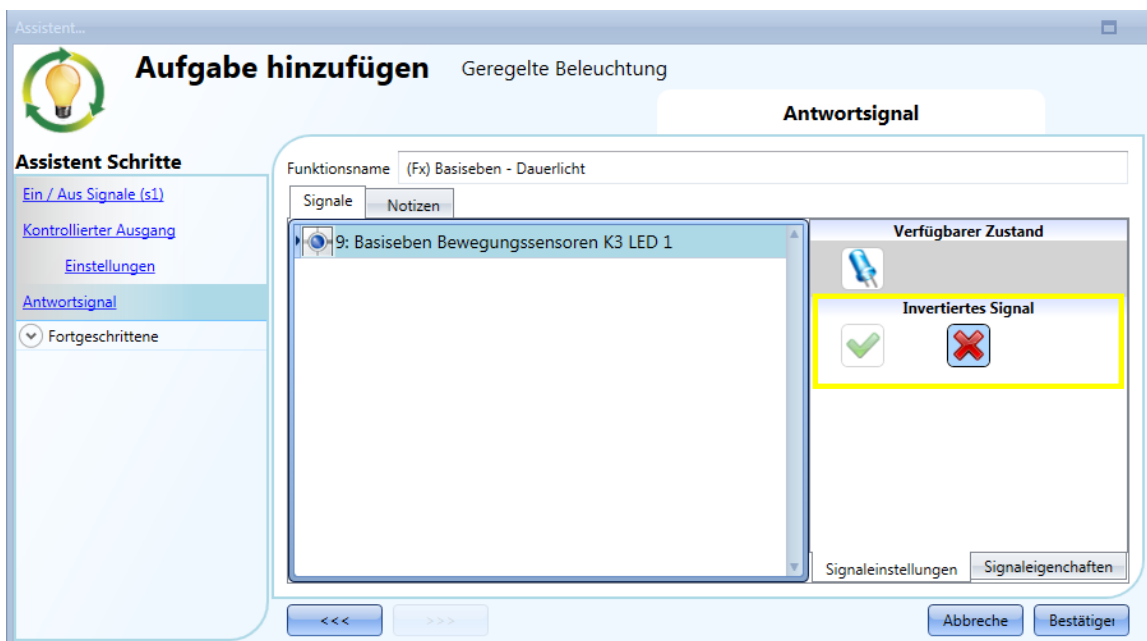 Assistent...
Aufgabe hinzufügen Geregelte Beleuchtung
Antwortsignal
Assistent Schritte
Ein / Aus Signale (s1)
Kontrollierter Ausgang
Einstellungen
Antwortsignal
Fortgeschrittene
Funktionsname (Fx) Basiseben - Dauerlicht
Signale Notizen
9: Basiseben Bewegungssensoren K3 LED 1
Verfügbarer Zustand
Invertiertes Signal
Signaleinstellungen Signaleigenchaften
<<< >>> Abbreche Bestätiger